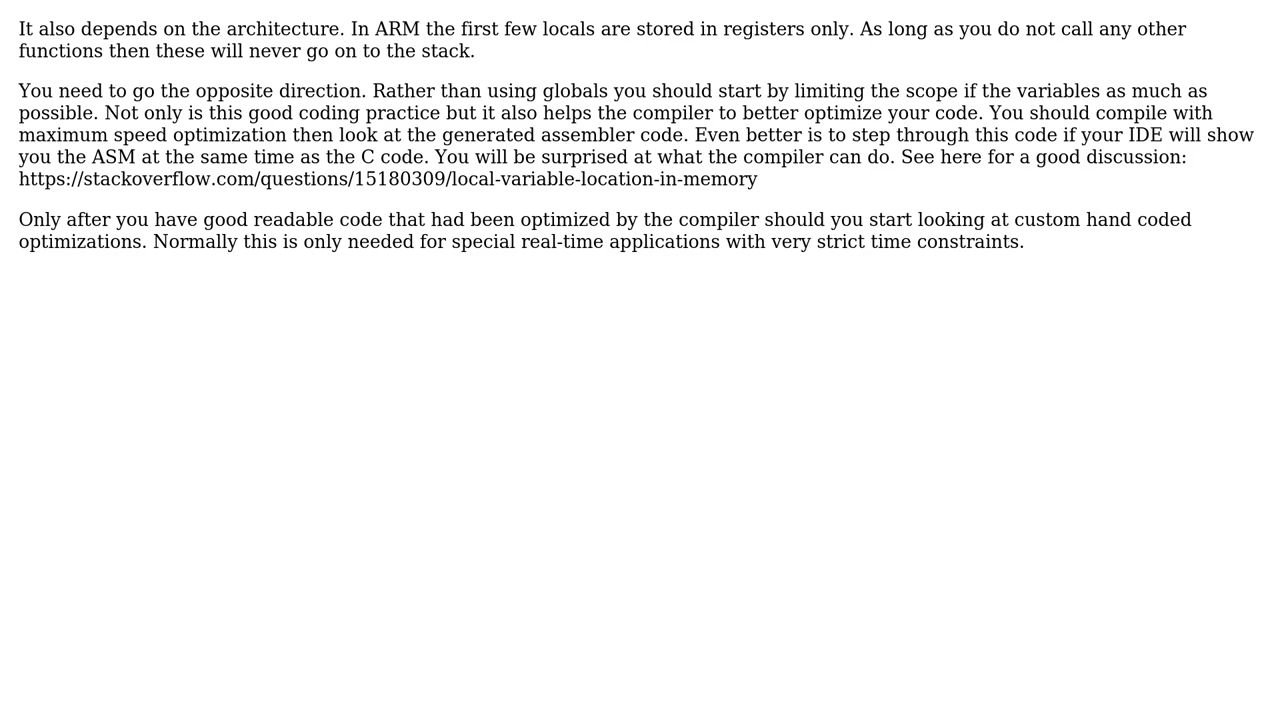 It also depends on the architecture. In ARM the first few locals are stored in registers only. As long as you do not call any other
functions then these will never go on to the stack.
You need to go the opposite direction. Rather than using globals you should start by limiting the scope if the variables as much as
possible. Not only is this good coding practice but it also helps the compiler to better optimize your code. You should compile with
maximum speed optimization then look at the generated assembler code. Even better is to step through this code if your IDE will show
you the ASM at the same time as the C code. You will be surprised at what the compiler can do. See here for a good discussion:
https://stackoverflow.com/questions/15180309/local-variable-location-in-memory
Only after you have good readable code that had been optimized by the compiler should you start looking at custom hand coded
optimizations. Normally this is only needed for special real-time applications with very strict time constraints.